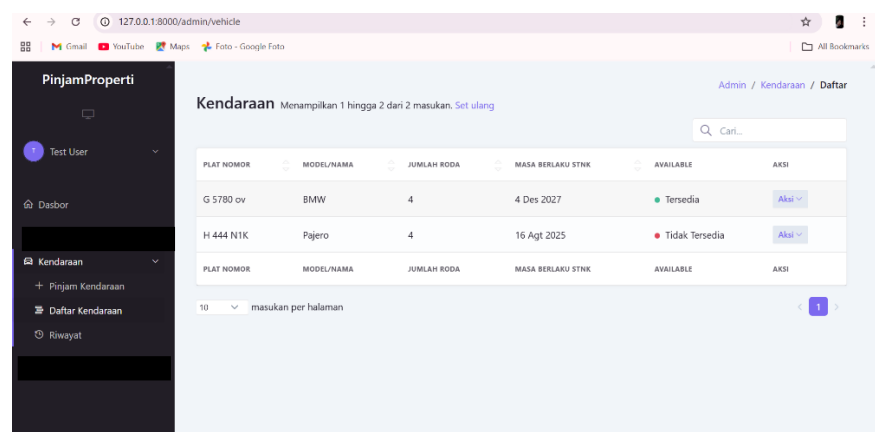 127.0.0.1:8000/admin/vehicle
Gmail YouTube Maps Foto - Google Foto All Bookmarks
PinjamProperti
Admin / Kendaraan / Daftar
Kendaraan Menampilkan 1 hingga 2 dari 2 masukan. Set ulang
Cari...
T Test User
Dasbor
Kendaraan
Pinjam Kendaraan
Daftar Kendaraan
Riwayat
PLAT NOMOR MODEL/NAMA JUMLAH RODA MASA BERLAKU STNK AVAILABLE AKSI
G 5780 ov BMW 4 4 Des 2027 Tersedia Aksi
H 444 N1K Pajero 4 16 Agt 2025 Tidak Tersedia Aksi
PLAT NOMOR MODEL/NAMA JUMLAH RODA MASA BERLAKU STNK AVAILABLE AKSI
10 masukan per halaman < 1 >